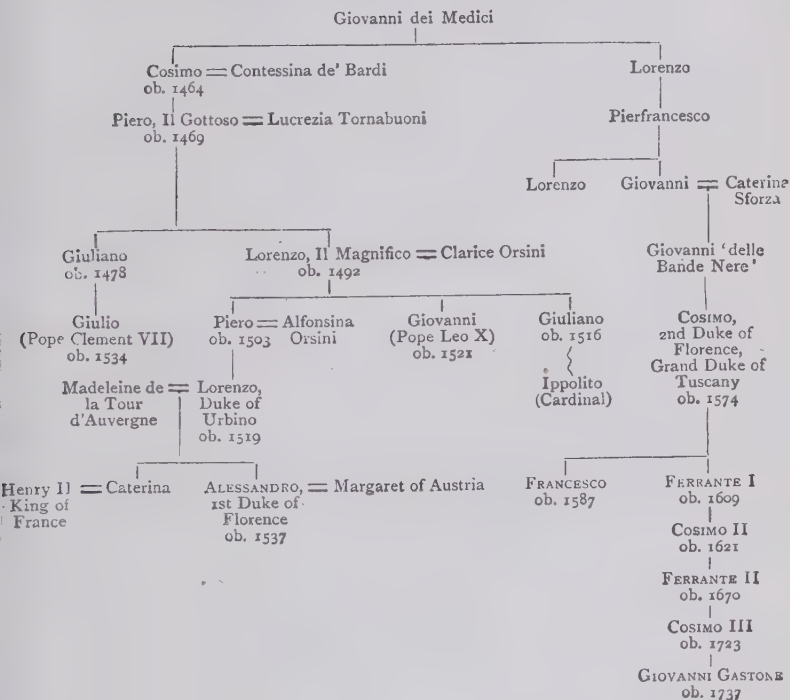 Giovanni dei Medici
Cosimo = Contessina de' Bardi
ob. 1464
Lorenzo
Piero, Il Gottoso = Lucrezia Tornabuoni
ob. 1469
Pierfrancesco
Lorenzo
Giovanni = Caterina
Sforza
Giuliano
ob. 1478
Lorenzo, Il Magnifico = Clarice Orsini
ob. 1492
Giovanni 'delle
Bande Nere'
Giulio
(Pope Clement VII)
ob. 1534
Piero = Alfonsina
ob. 1503 Orsini
Giovanni
(Pope Leo X)
ob. 1521
Giuliano
ob. 1516
Ippolito
(Cardinal)
COSIMO,
2nd Duke of
Florence,
Grand Duke of
Tuscany
ob. 1574
Madeleine de = Lorenzo,
la Tour Duke of
d'Auvergne Urbino
ob. 1519
Henry II = Caterina
King of
France
ALESSANDRO, = Margaret of Austria
1st Duke of
Florence
ob. 1537
FRANCESCO
ob. 1587
FERRANTE I
ob. 1609
COSIMO II
ob. 1621
FERRANTE II
ob. 1670
COSIMO III
ob. 1723
GIOVANNI GASTONE
ob. 1737